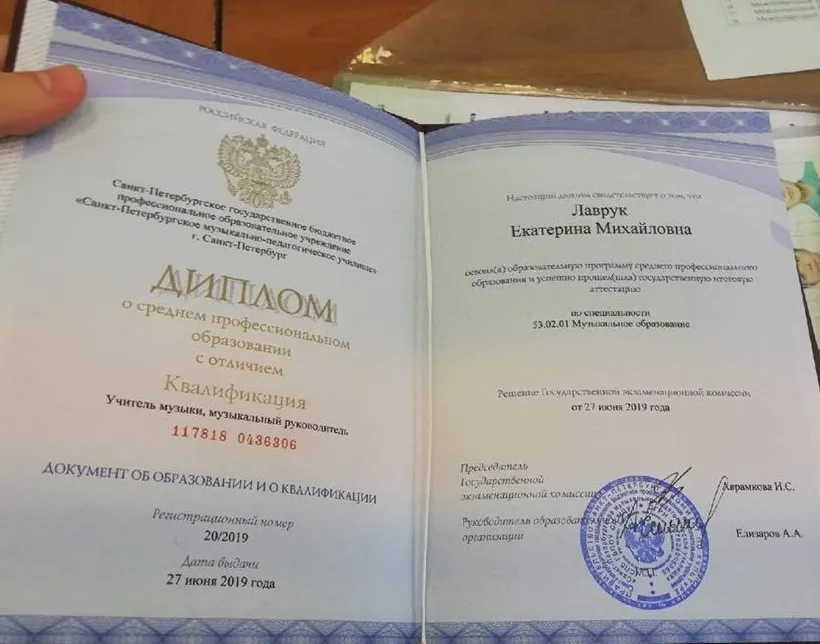 РОССИЙСКАЯ ФЕДЕРАЦИЯ
Санкт-Петербургское государственное бюджетное
профессиональное образовательное учреждение
«Санкт-Петербургское музыкально-педагогическое училище»
г. Санкт-Петербург
ДИПЛОМ
о среднем профессиональном
образовании
с отличием
Квалификация
Учитель музыки, музыкальный руководитель
117818 0436306
ДОКУМЕНТ ОБ ОБРАЗОВАНИИ И О КВАЛИФИКАЦИИ
Регистрационный номер
20/2019
Дата выдачи
27 июня 2019 года
Настоящий диплом свидетельствует о том, что
Лаврук
Екатерина Михайловна
освоил(а) образовательную программу среднего профессионального
образования и успешно прошел(шла) государственную итоговую
аттестацию
по специальности
53.02.01 Музыкальное образование
Решение Государственной экзаменационной комиссии
от 27 июня 2019 года
Председатель
Государственной
экзаменационной комиссии
Аврамкова И.С.
Руководитель
организации
Елизаров А.А.